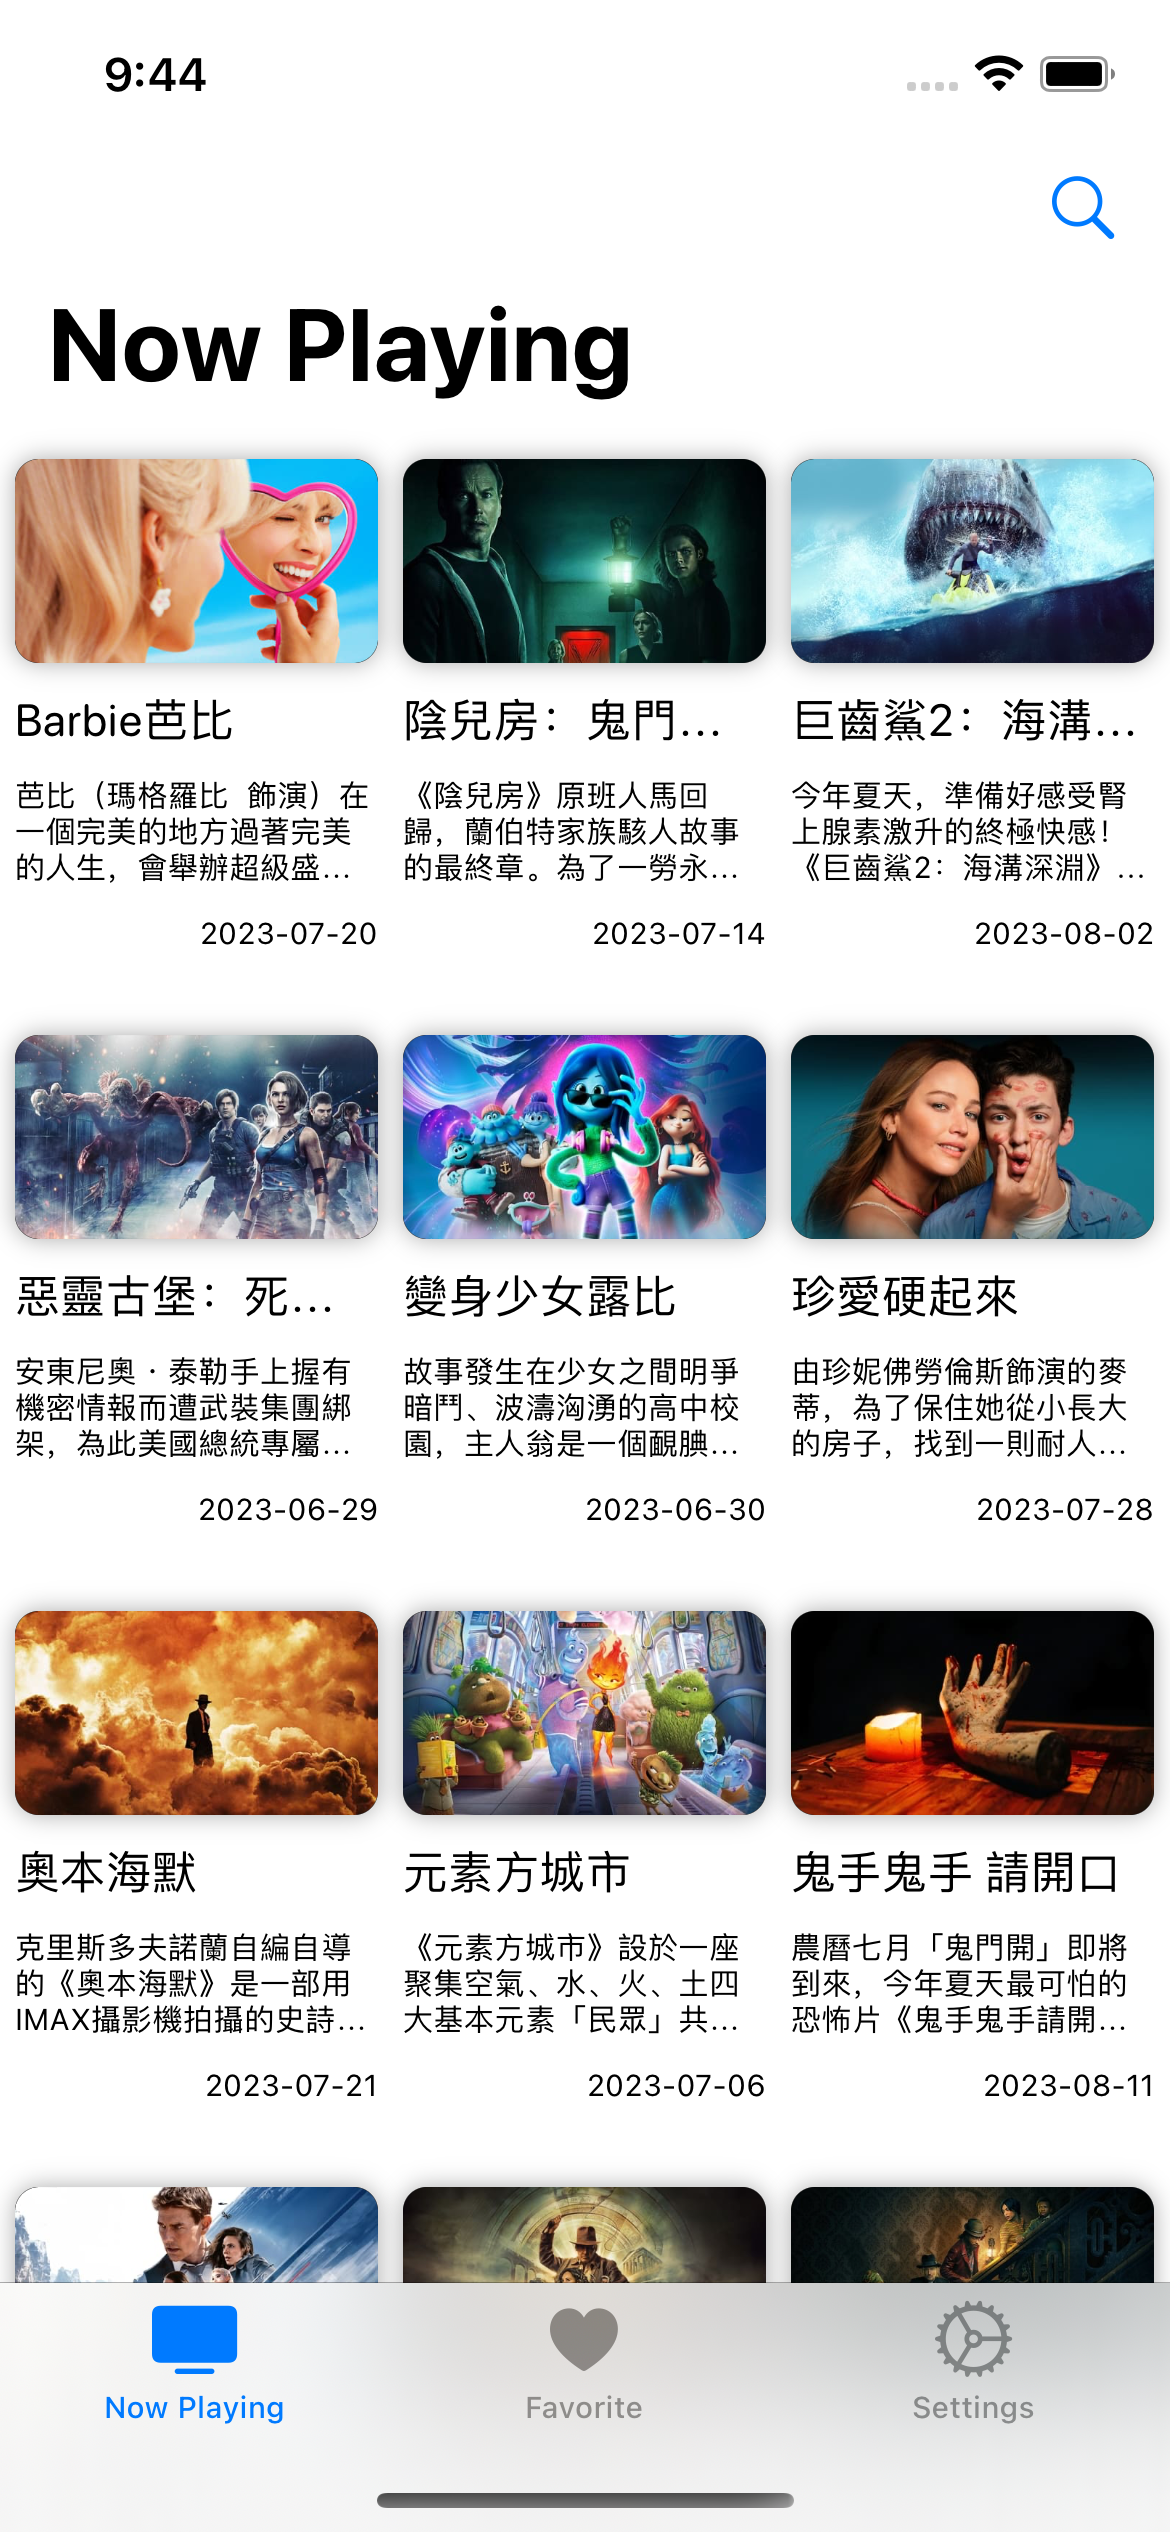 9:44
Now Playing
Barbie芭比
芭比（瑪格羅比 飾演）在
一個完美的地方過著完美
的人生，會舉辦超級盛...
2023-07-20
陰兒房：鬼門...
《陰兒房》原班人馬回
歸，蘭伯特家族駭人故事
的最終章。為了一勞永...
2023-07-14
巨齒鯊2：海溝...
今年夏天，準備好感受腎
上腺素激升的終極快感！
《巨齒鯊2：海溝深淵》...
2023-08-02
惡靈古堡：死...
安東尼奧·泰勒手上握有
機密情報而遭武裝集團綁
架，為此美國總統專屬...
2023-06-29
變身少女露比
故事發生在少女之間明爭
暗鬥、波濤洶湧的高中校
園，主人翁是一個靦腆...
2023-06-30
珍愛硬起來
由珍妮佛勞倫斯飾演的麥
蒂，為了保住她從小長大
的房子，找到一則耐人...
2023-07-28
奧本海默
克里斯多夫諾蘭自編自導
的《奧本海默》是一部用
IMAX攝影機拍攝的史詩...
2023-07-21
元素方城市
《元素方城市》設於一座
聚集空氣、水、火、土四
大基本元素「民眾」共...
2023-07-06
鬼手鬼手 請開口
農曆七月「鬼門開」即將
到來，今年夏天最可怕的
恐怖片《鬼手鬼手請開...
2023-08-11
Now Playing
Favorite
Settings